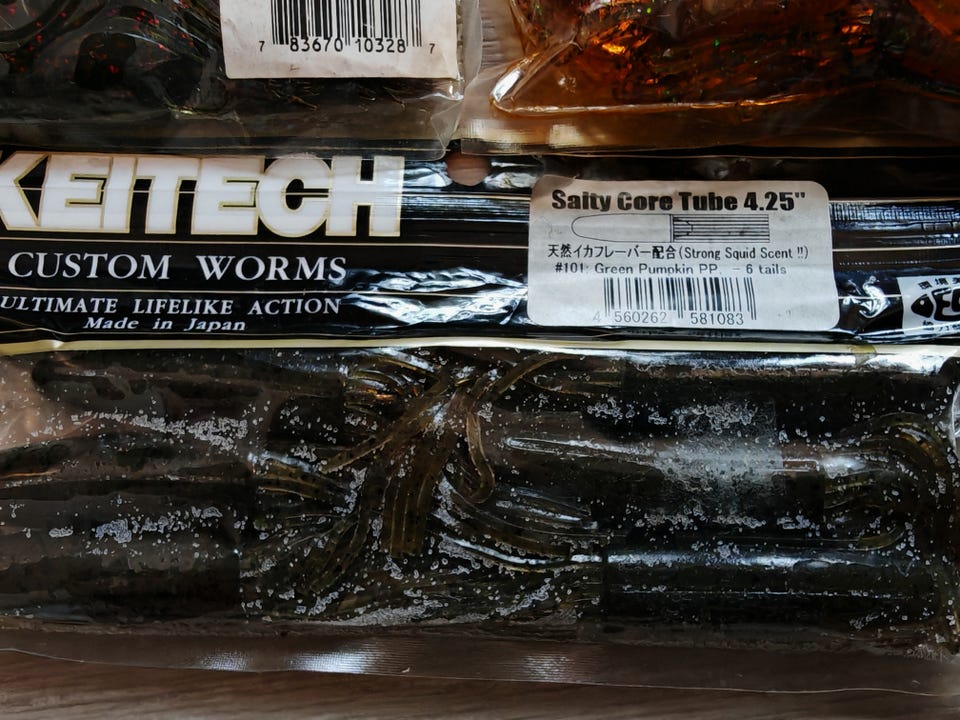 7 83670 10328 7
KEITECH
CUSTOM WORMS
ULTIMATE LIFELIKE ACTION
Made in Japan
Salty Core Tube 4.25"
天然イカフレーバー配合(Strong Squid Scent !!)
#101: Green Pumpkin PP. - 6 tails
4 560262 581083
環境